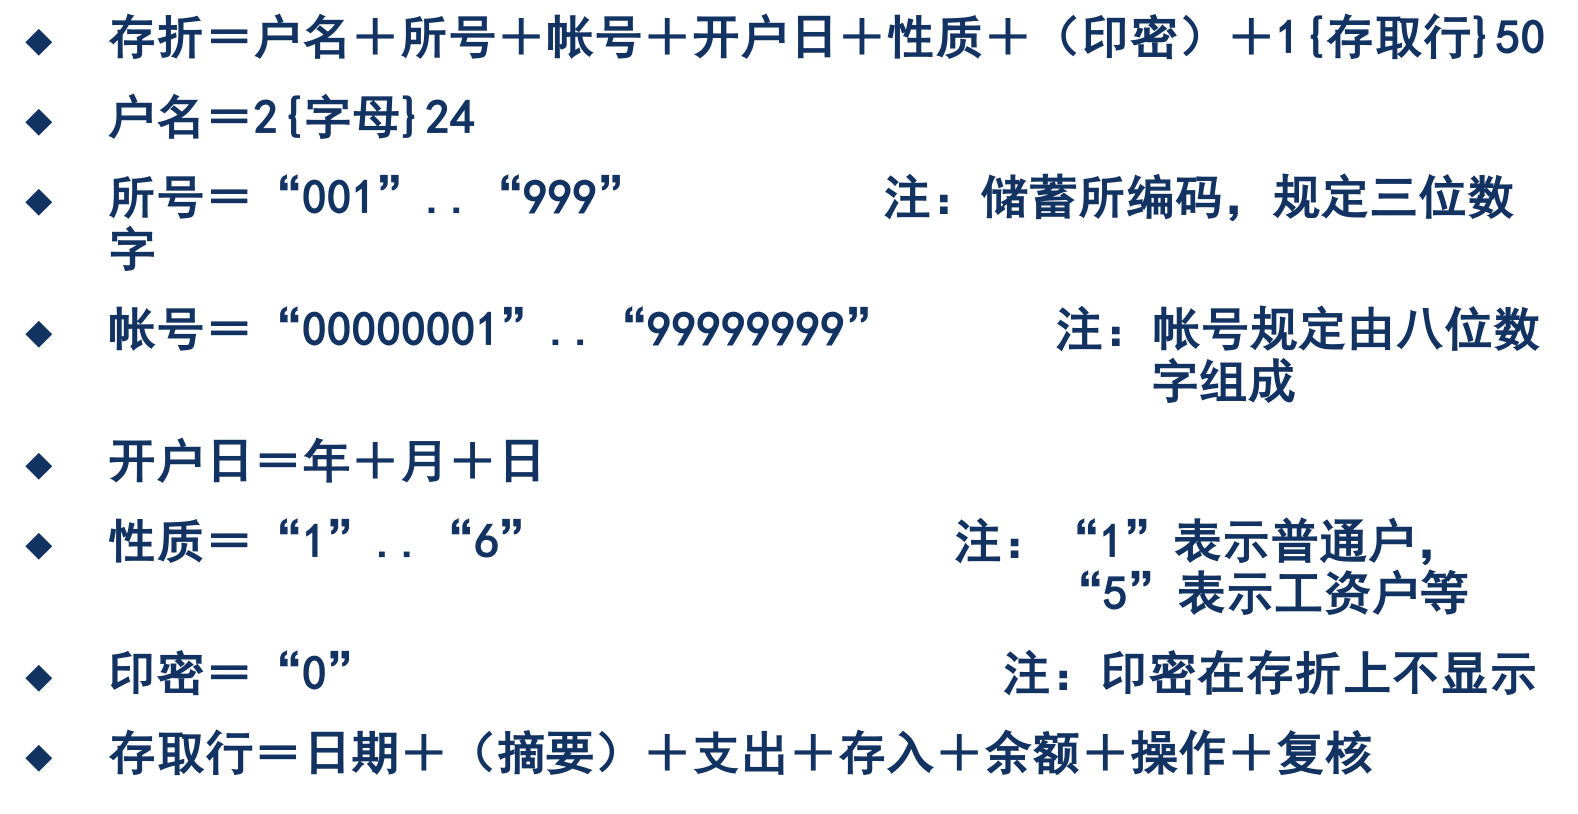 ◆ 存折＝户名＋所号＋帐号＋开户日＋性质＋（印密）＋1{存取行}50
◆ 户名＝2{字母}24
◆ 所号＝“001”..“999” 注：储蓄所编码，规定三位数
字
◆ 帐号＝“00000001”..“99999999” 注：帐号规定由八位数
字组成
◆ 开户日＝年＋月＋日
◆ 性质＝“1”..“6” 注：“1”表示普通户，
“5”表示工资户等
◆ 印密＝“0” 注：印密在存折上不显示
◆ 存取行＝日期＋（摘要）＋支出＋存入＋余额＋操作＋复核